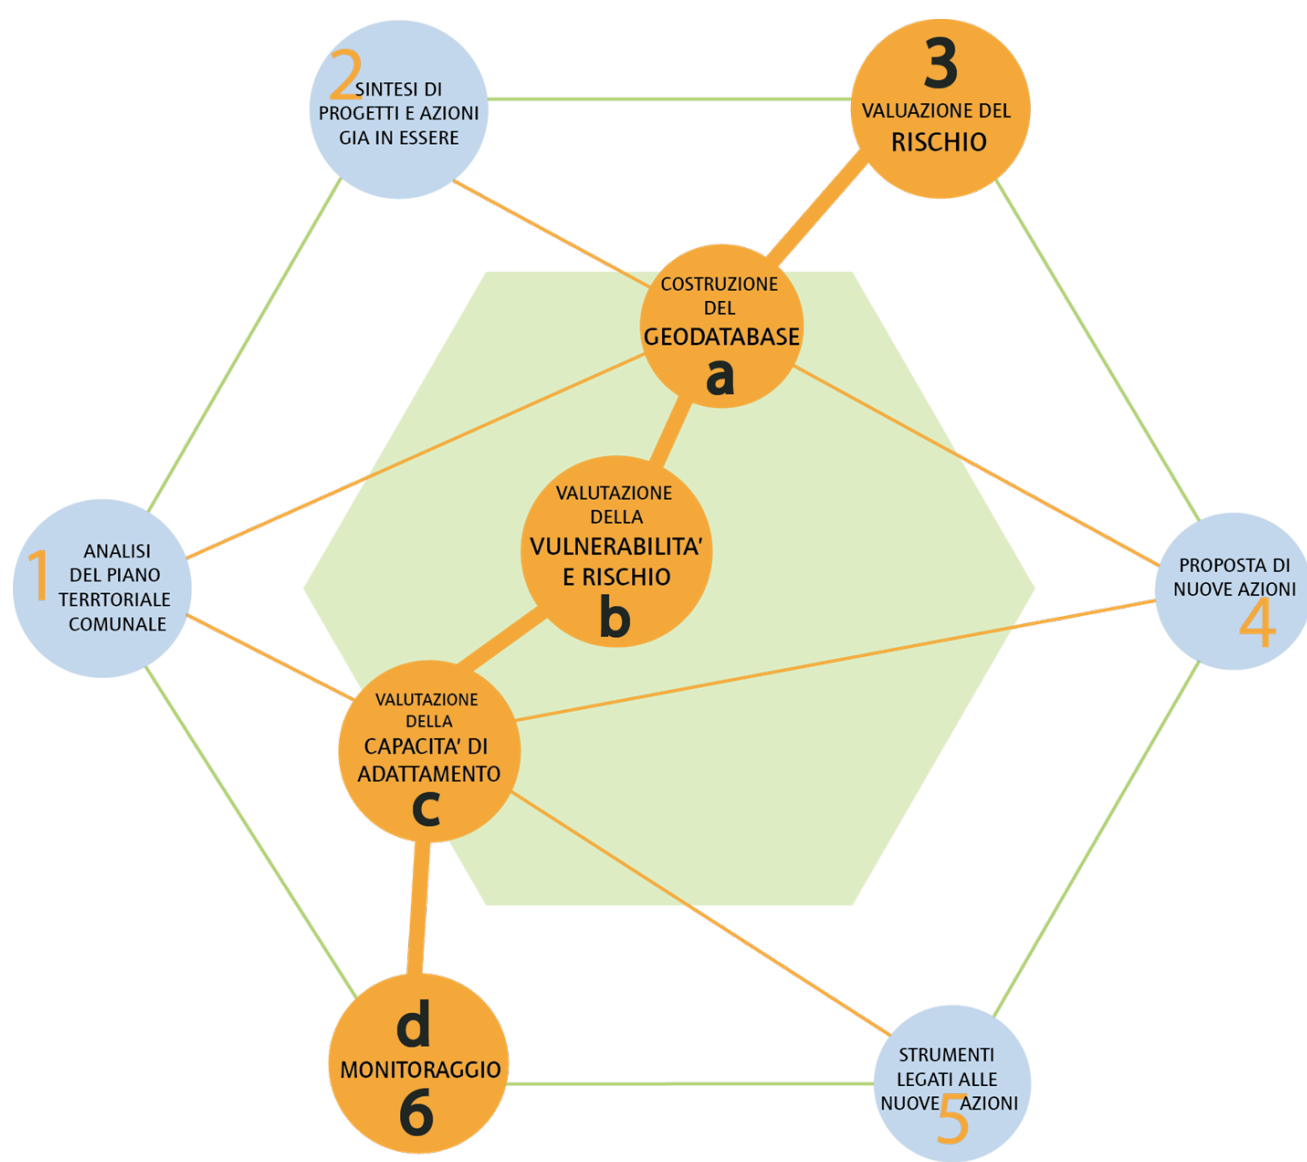 2
SINTESI DI
PROGETTI E AZIONI
GIA IN ESSERE
3
VALUAZIONE DEL
RISCHIO
COSTRUZIONE
DEL
GEODATABASE
a
VALUTAZIONE
DELLA
VULNERABILITA’
E RISCHIO
b
1
ANALISI
DEL PIANO
TERRTORIALE
COMUNALE
PROPOSTA DI
NUOVE AZIONI
4
VALUTAZIONE
DELLA
CAPACITA’ DI
ADATTAMENTO
c
d
MONITORAGGIO
6
STRUMENTI
LEGATI ALLE
NUOVE AZIONI
5